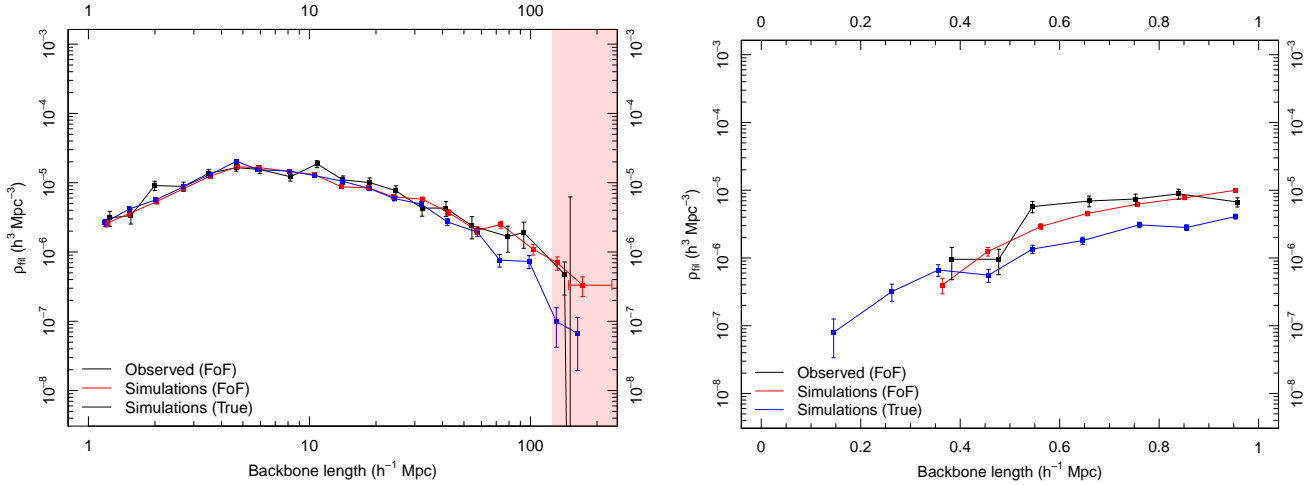 1 10 100
10⁻³ 10⁻⁴ 10⁻⁵ 10⁻⁶ 10⁻⁷ 10⁻⁸
ρfil (h³ Mpc⁻³)
10⁻³ 10⁻⁴ 10⁻⁵ 10⁻⁶ 10⁻⁷ 10⁻⁸
Observed (FoF)
Simulations (FoF)
Simulations (True)
1 10 100
Backbone length (h⁻¹ Mpc)
0 0.2 0.4 0.6 0.8 1
10⁻³ 10⁻⁴ 10⁻⁵ 10⁻⁶ 10⁻⁷ 10⁻⁸
ρfil (h³ Mpc⁻³)
10⁻³ 10⁻⁴ 10⁻⁵ 10⁻⁶ 10⁻⁷ 10⁻⁸
Observed (FoF)
Simulations (FoF)
Simulations (True)
0 0.2 0.4 0.6 0.8 1
Backbone length (h⁻¹ Mpc)